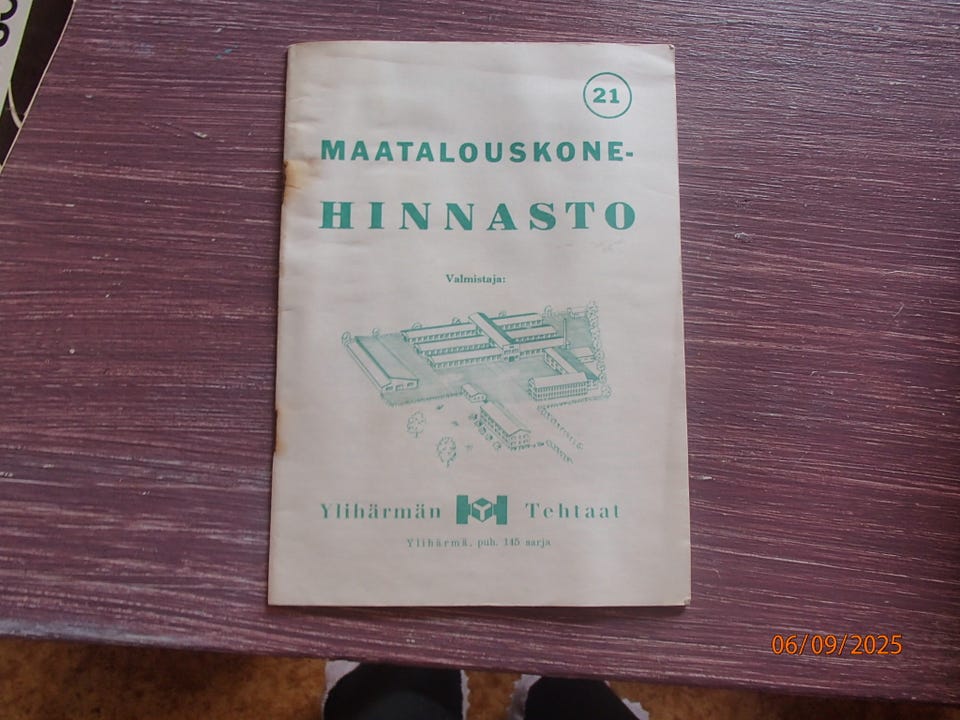 21
MAATALOUSKONE-
HINNASTO
Valmistaja:
Ylihärmän Tehtaat
Ylihärmä, puh. 145 sarja
06/09/2025